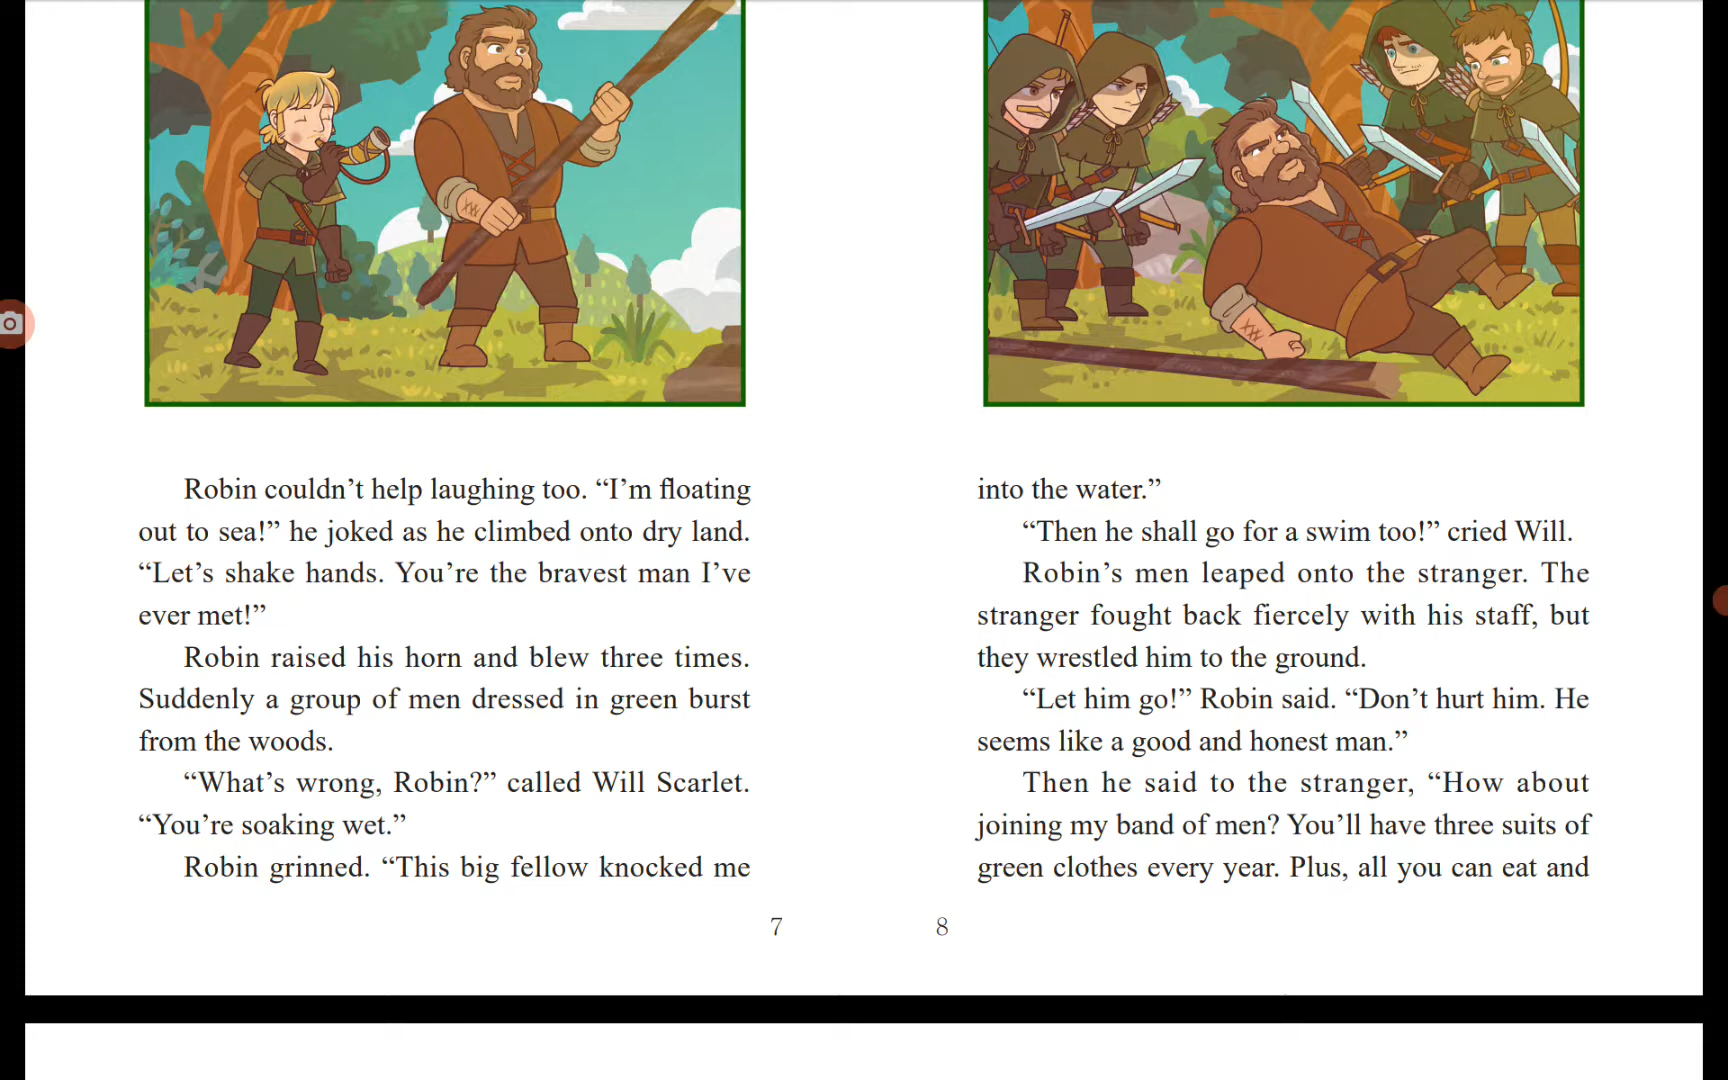 Robin couldn’t help laughing too. “I’m floating
out to sea!” he joked as he climbed onto dry land.
“Let’s shake hands. You’re the bravest man I’ve
ever met!”
Robin raised his horn and blew three times.
Suddenly a group of men dressed in green burst
from the woods.
“What’s wrong, Robin?” called Will Scarlet.
“You’re soaking wet.”
Robin grinned. “This big fellow knocked me
7
into the water.”
“Then he shall go for a swim too!” cried Will.
Robin’s men leaped onto the stranger. The
stranger fought back fiercely with his staff, but
they wrestled him to the ground.
“Let him go!” Robin said. “Don’t hurt him. He
seems like a good and honest man.”
Then he said to the stranger, “How about
joining my band of men? You’ll have three suits of
green clothes every year. Plus, all you can eat and
8